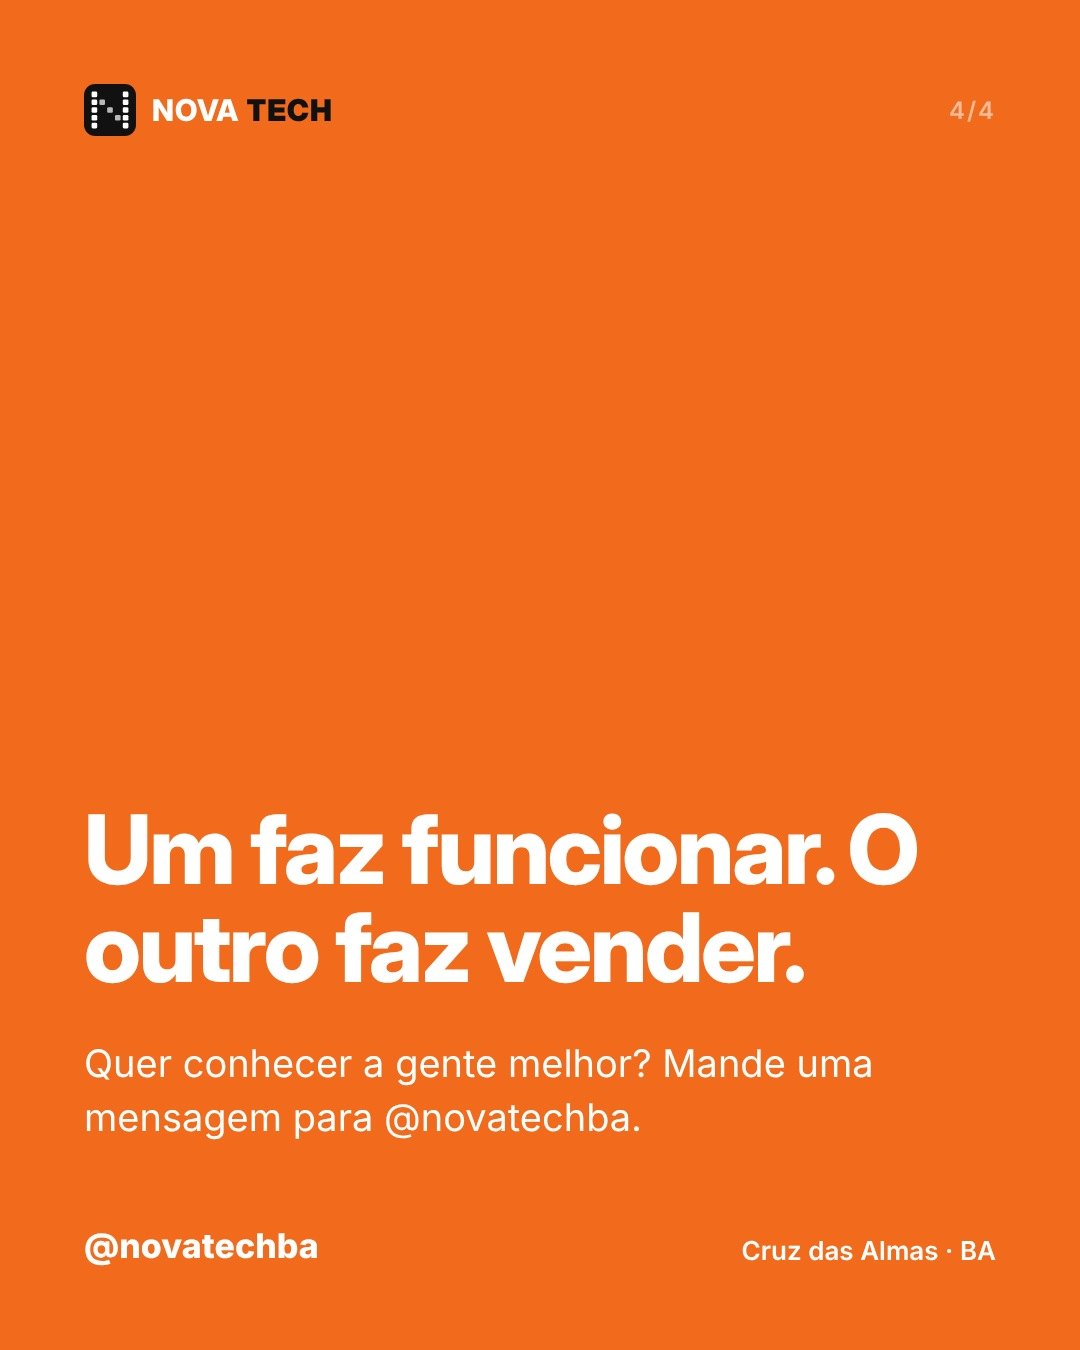 NOVA TECH
4/4
Um faz funcionar. O
outro faz vender.
Quer conhecer a gente melhor? Mande uma
mensagem para @novatechba.
@novatechba
Cruz das Almas · BA